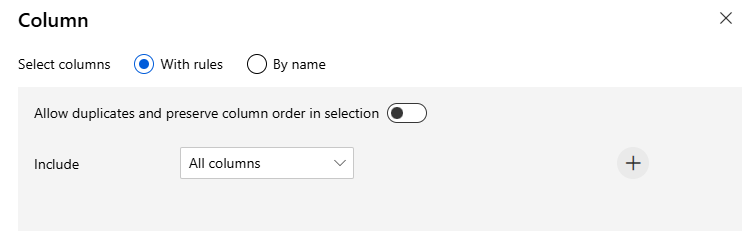 Column
Select columns With rules By name
Allow duplicates and preserve column order in selection
Include All columns